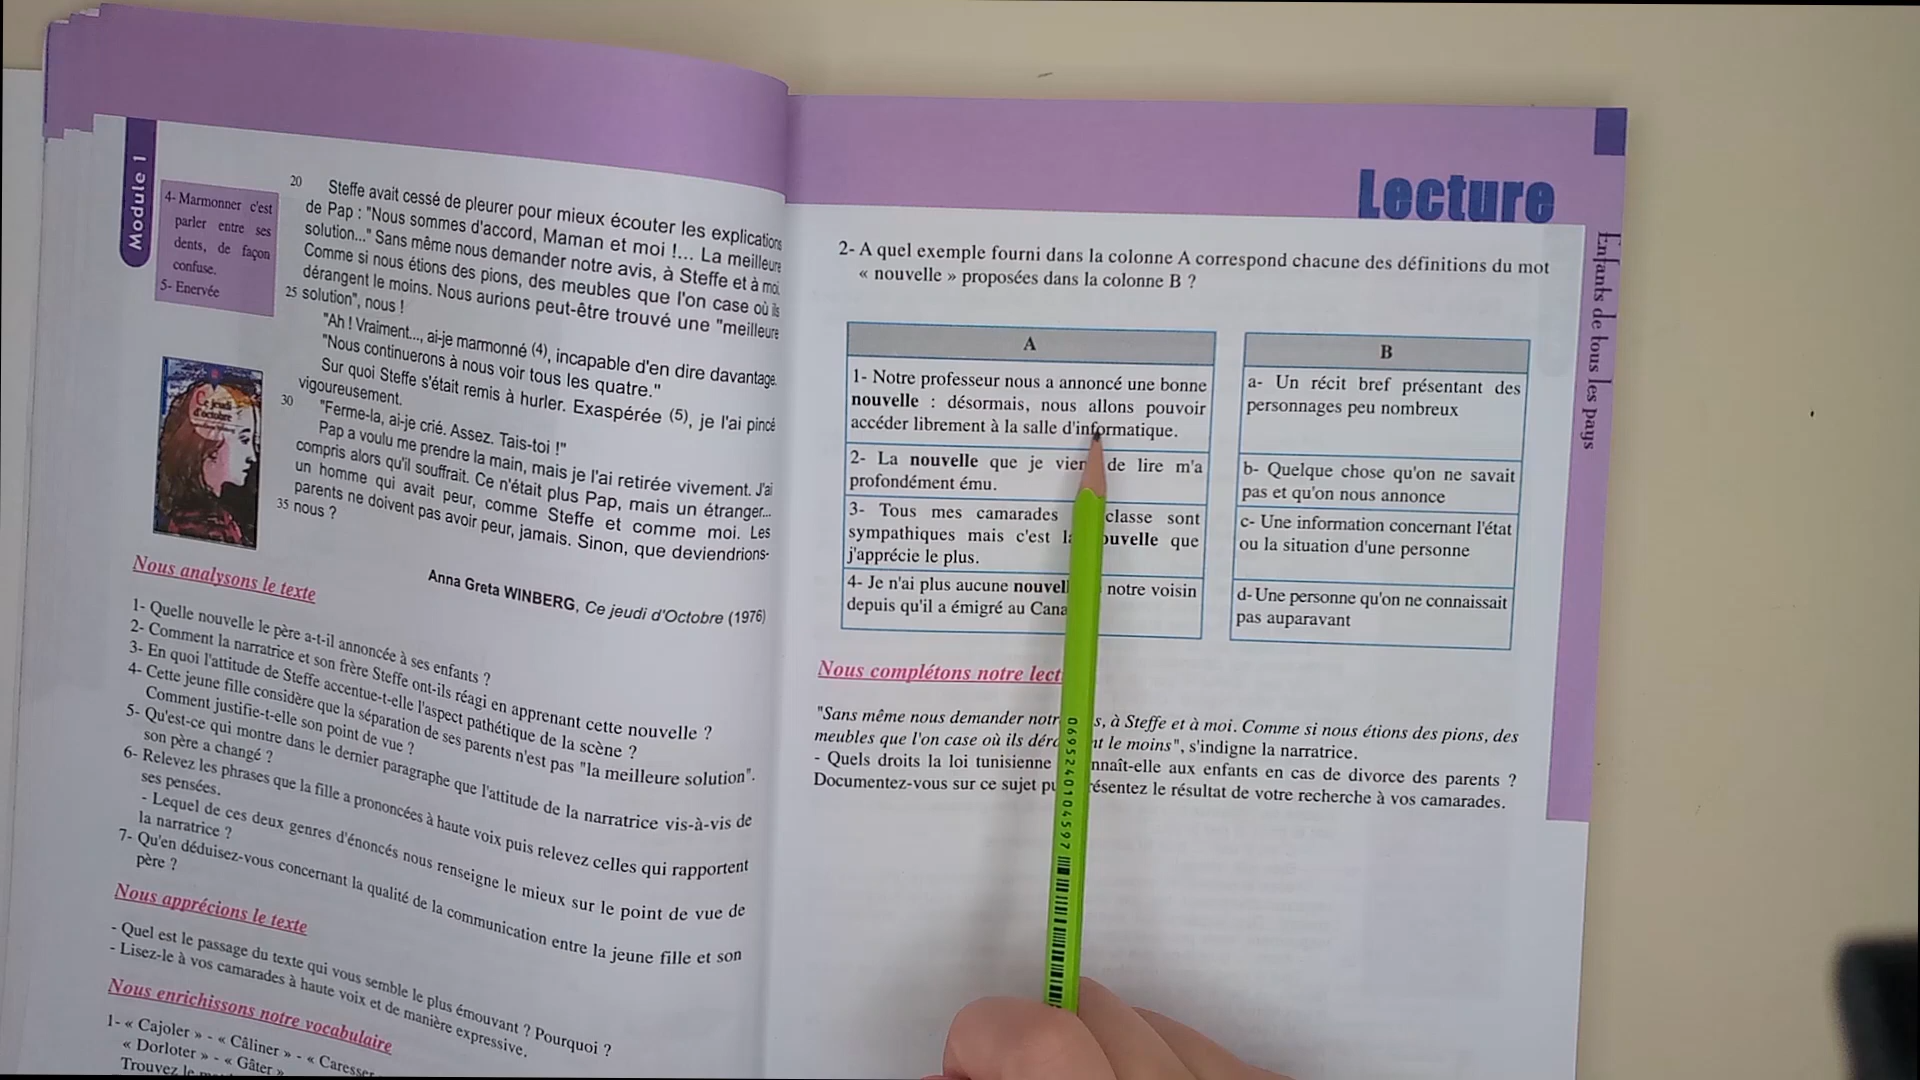 Module 1
4- Marmonner c'est
parler entre ses
dents, de façon
confuse.
5- Enervée
20 Steffe avait cessé de pleurer pour mieux écouter les explications
de Pap : "Nous sommes d'accord, Maman et moi !... La meilleure
solution..." Sans même nous demander notre avis, à Steffe et à moi.
Comme si nous étions des pions, des meubles que l'on case où ils
dérangent le moins. Nous aurions peut-être trouvé une "meilleure
25 solution", nous !
"Ah ! Vraiment..., ai-je marmonné (4), incapable d'en dire davantage.
"Nous continuerons à nous voir tous les quatre."
Sur quoi Steffe s'était remis à hurler. Exaspérée (5), je l'ai pincé
vigoureusement.
30 "Ferme-la, ai-je crié. Assez. Tais-toi !"
Pap a voulu me prendre la main, mais je l'ai retirée vivement. J'ai
compris alors qu'il souffrait. Ce n'était plus Pap, mais un étranger...
un homme qui avait peur, comme Steffe et comme moi. Les
parents ne doivent pas avoir peur, jamais. Sinon, que deviendrions-
35 nous ?
Ce jeudi
d'octobre
Anna Greta WINBERG, Ce jeudi d'Octobre (1976)
Nous analysons le texte
1- Quelle nouvelle le père a-t-il annoncée à ses enfants ?
2- Comment la narratrice et son frère Steffe ont-ils réagi en apprenant cette nouvelle ?
3- En quoi l'attitude de Steffe accentue-t-elle l'aspect pathétique de la scène ?
4- Cette jeune fille considère que la séparation de ses parents n'est pas "la meilleure solution".
Comment justifie-t-elle son point de vue ?
5- Qu'est-ce qui montre dans le dernier paragraphe que l'attitude de la narratrice vis-à-vis de
son père a changé ?
6- Relevez les phrases que la fille a prononcées à haute voix puis relevez celles qui rapportent
ses pensées.
- Lequel de ces deux genres d'énoncés nous renseigne le mieux sur le point de vue de
la narratrice ?
7- Qu'en déduisez-vous concernant la qualité de la communication entre la jeune fille et son
père ?
Nous apprécions le texte
- Quel est le passage du texte qui vous semble le plus émouvant ? Pourquoi ?
- Lisez-le à vos camarades à haute voix et de manière expressive.
Nous enrichissons notre vocabulaire
1- « Cajoler » - « Câliner » - « Caresser
« Dorloter » - « Gâter »
Trouvez le
Lecture
Enfants de tous les pays
2- A quel exemple fourni dans la colonne A correspond chacune des définitions du mot
« nouvelle » proposées dans la colonne B ?
A
1- Notre professeur nous a annoncé une bonne
nouvelle : désormais, nous allons pouvoir
accéder librement à la salle d'informatique.
2- La nouvelle que je vien de lire m'a
profondément ému.
3- Tous mes camarades classe sont
sympathiques mais c'est la nouvelle que
j'apprécie le plus.
4- Je n'ai plus aucune nouvell notre voisin
depuis qu'il a émigré au Cana
B
a- Un récit bref présentant des
personnages peu nombreux
b- Quelque chose qu'on ne savait
pas et qu'on nous annonce
c- Une information concernant l'état
ou la situation d'une personne
d- Une personne qu'on ne connaissait
pas auparavant
Nous complétons notre lect
"Sans même nous demander notr s, à Steffe et à moi. Comme si nous étions des pions, des
meubles que l'on case où ils déra nt le moins", s'indigne la narratrice.
- Quels droits la loi tunisienne nnaît-elle aux enfants en cas de divorce des parents ?
Documentez-vous sur ce sujet pu résentez le résultat de votre recherche à vos camarades.
0695240104597